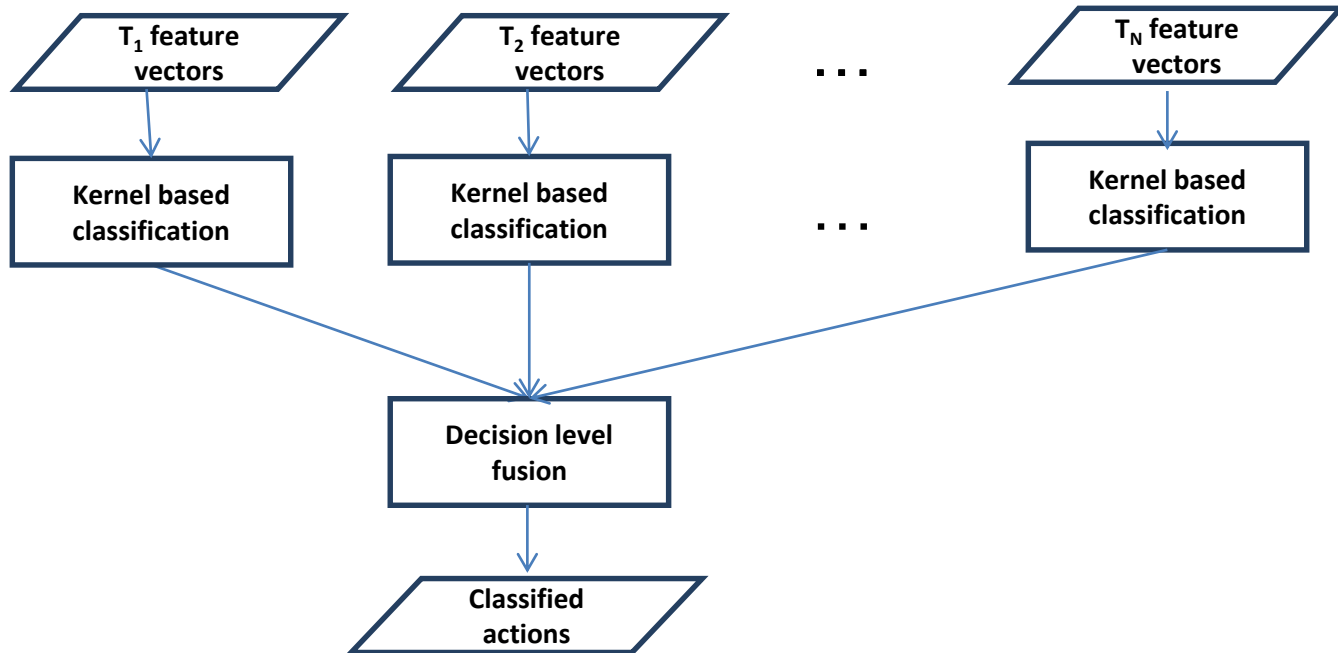 T₁ feature
vectors
T₂ feature
vectors
...
T_N feature
vectors
Kernel based
classification
Kernel based
classification
...
Kernel based
classification
Decision level
fusion
Classified
actions